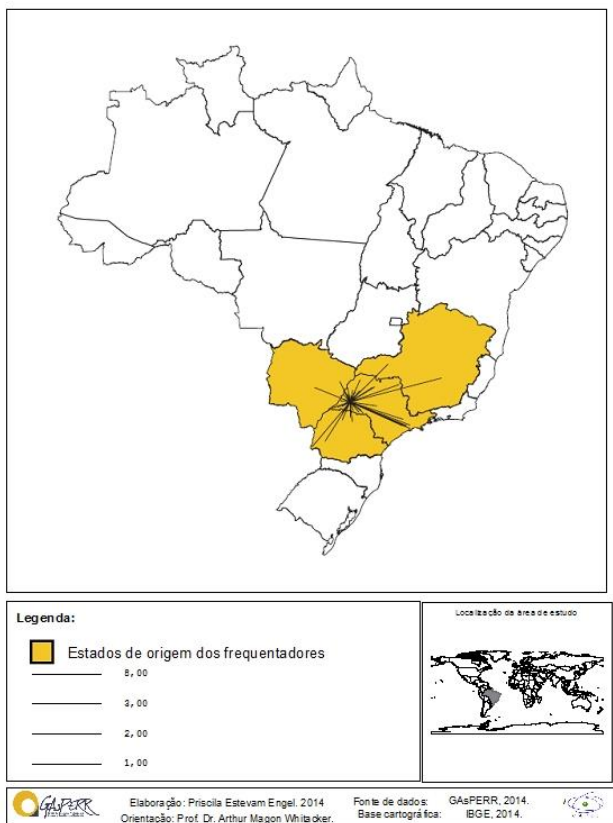 Legenda:
Estados de origem dos frequentadores
8,00
3,00
2,00
1,00
Localização da área de estudo
GAsPERR
Elaboração: Priscila Estevam Engel. 2014
Orientação: Prof. Dr. Arthur Magon Whitacker.
Fonte de dados: GAsPERR, 2014.
Base cartográfica: IBGE, 2014.